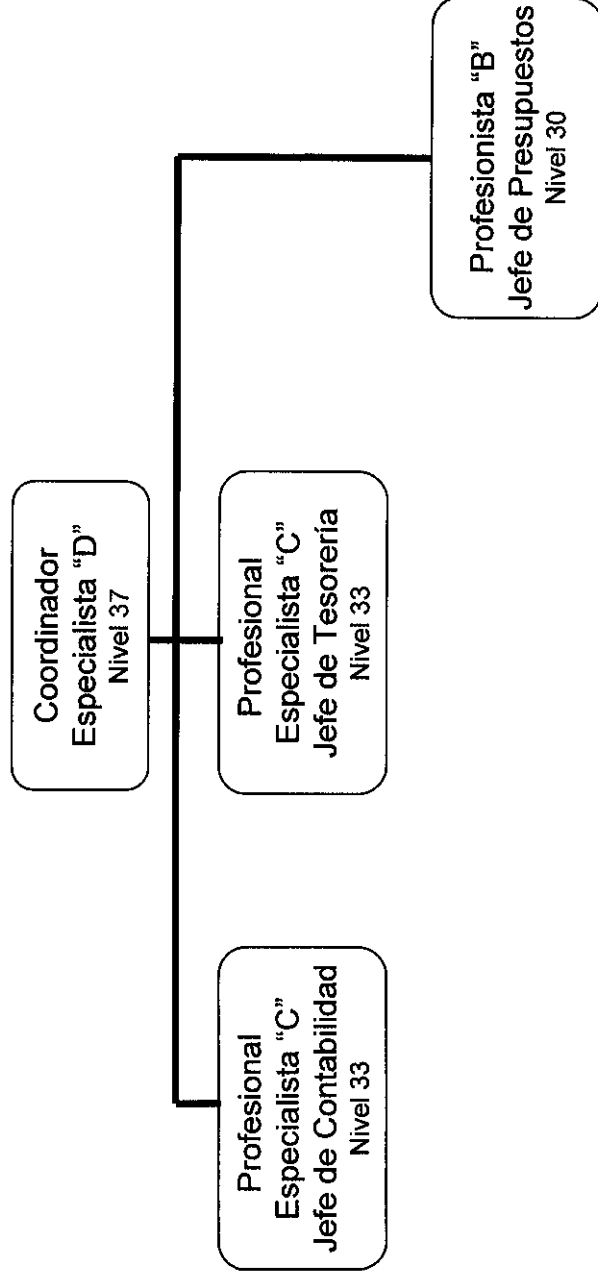 Coordinador
Especialista “D”
Nivel 37
Profesional
Especialista “C”
Jefe de Contabilidad
Nivel 33
Profesional
Especialista “C”
Jefe de Tesorería
Nivel 33
Profesionista “B”
Jefe de Presupuestos
Nivel 30